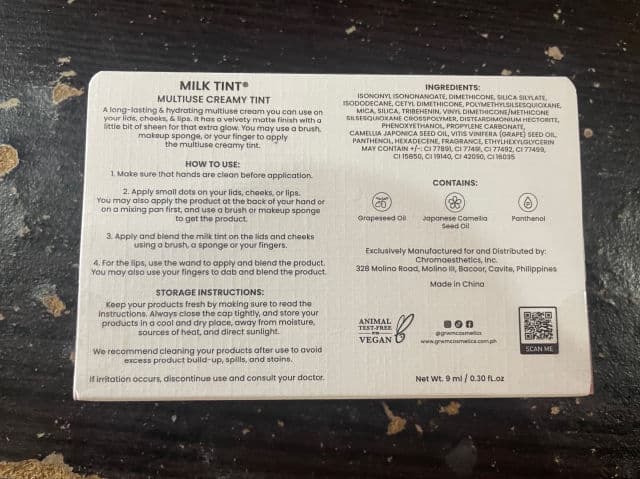 MILK TINT®
MULTIUSE CREAMY TINT
A long-lasting & hydrating multiuse cream you can use on
your lids, cheeks, & lips. It has a velvety matte finish with a
little bit of sheen for that extra glow. You may use a brush,
makeup sponge, or your finger to apply
the multiuse creamy tint.
HOW TO USE:
1. Make sure that hands are clean before application.
2. Apply small dots on your lids, cheeks, or lips.
You may also apply the product at the back of your hand or
on a mixing pan first, and use a brush or makeup sponge
to get the product.
3. Apply and blend the milk tint on the lids and cheeks
using a brush, a sponge or your fingers.
4. For the lips, use the wand to apply and blend the product.
You may also use your fingers to dab and blend the product.
STORAGE INSTRUCTIONS:
Keep your products fresh by making sure to read the
instructions. Always close the cap tightly, and store your
products in a cool and dry place, away from moisture,
sources of heat, and direct sunlight.
We recommend cleaning your products after use to avoid
excess product build-up, spills, and stains.
If irritation occurs, discontinue use and consult your doctor.
INGREDIENTS:
ISONONYL ISONONANOATE, DIMETHICONE, SILICA SILYLATE,
ISODODECANE, CETYL DIMETHICONE, POLYMETHYLSILSESQUIOXANE,
MICA, SILICA, TRIBEHENIN, VINYL DIMETHICONE/METHICONE
SILSESQUIOXANE CROSSPOLYMER, DISTEARDIMONIUM HECTORITE,
PHENOXYETHANOL, PROPYLENE CARBONATE,
CAMELLIA JAPONICA SEED OIL, VITIS VINIFERA (GRAPE) SEED OIL,
PANTHENOL, HEXADECENE, FRAGRANCE, ETHYLHEXYLGLYCERIN
MAY CONTAIN +/-: CI 77891, CI 77491, CI 77492, CI 77499,
CI 15850, CI 19140, CI 42090, CI 16035
CONTAINS:
Grapeseed Oil
Japanese Camellia
Seed Oil
Panthenol
Exclusively Manufactured for and Distributed by:
Chromaesthetics, Inc.
328 Molino Road, Molino III, Bacoor, Cavite, Philippines
Made in China
ANIMAL
TEST-FREE
VEGAN
@grwmcosmetics
www.grwmcosmetics.com.ph
SCAN ME
Net Wt. 9 ml / 0.30 fl.oz